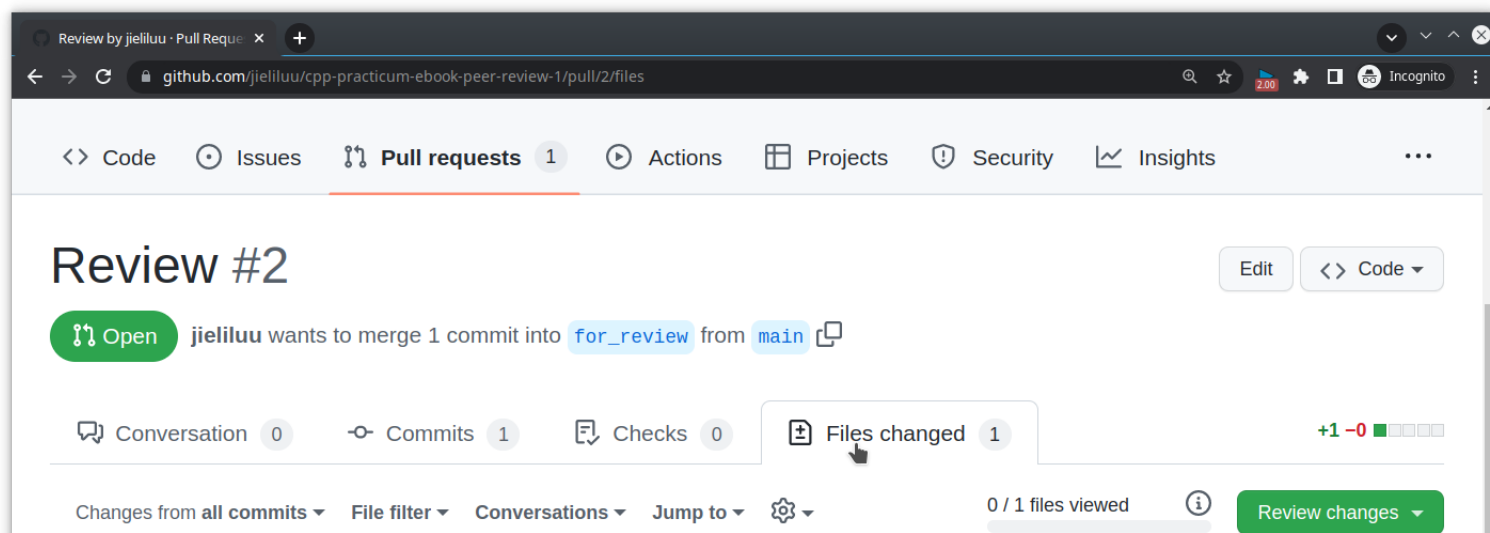 Review by jieliluu · Pull Reque
github.com/jieliluu/cpp-practicum-ebook-peer-review-1/pull/2/files
2.00
Incognito
Code Issues Pull requests 1 Actions Projects Security Insights
Review #2
Edit
Code
Open
jieliluu wants to merge 1 commit into for_review from main
Conversation 0 Commits 1 Checks 0 Files changed 1
+1 −0
Changes from all commits File filter Conversations Jump to
0 / 1 files viewed
Review changes